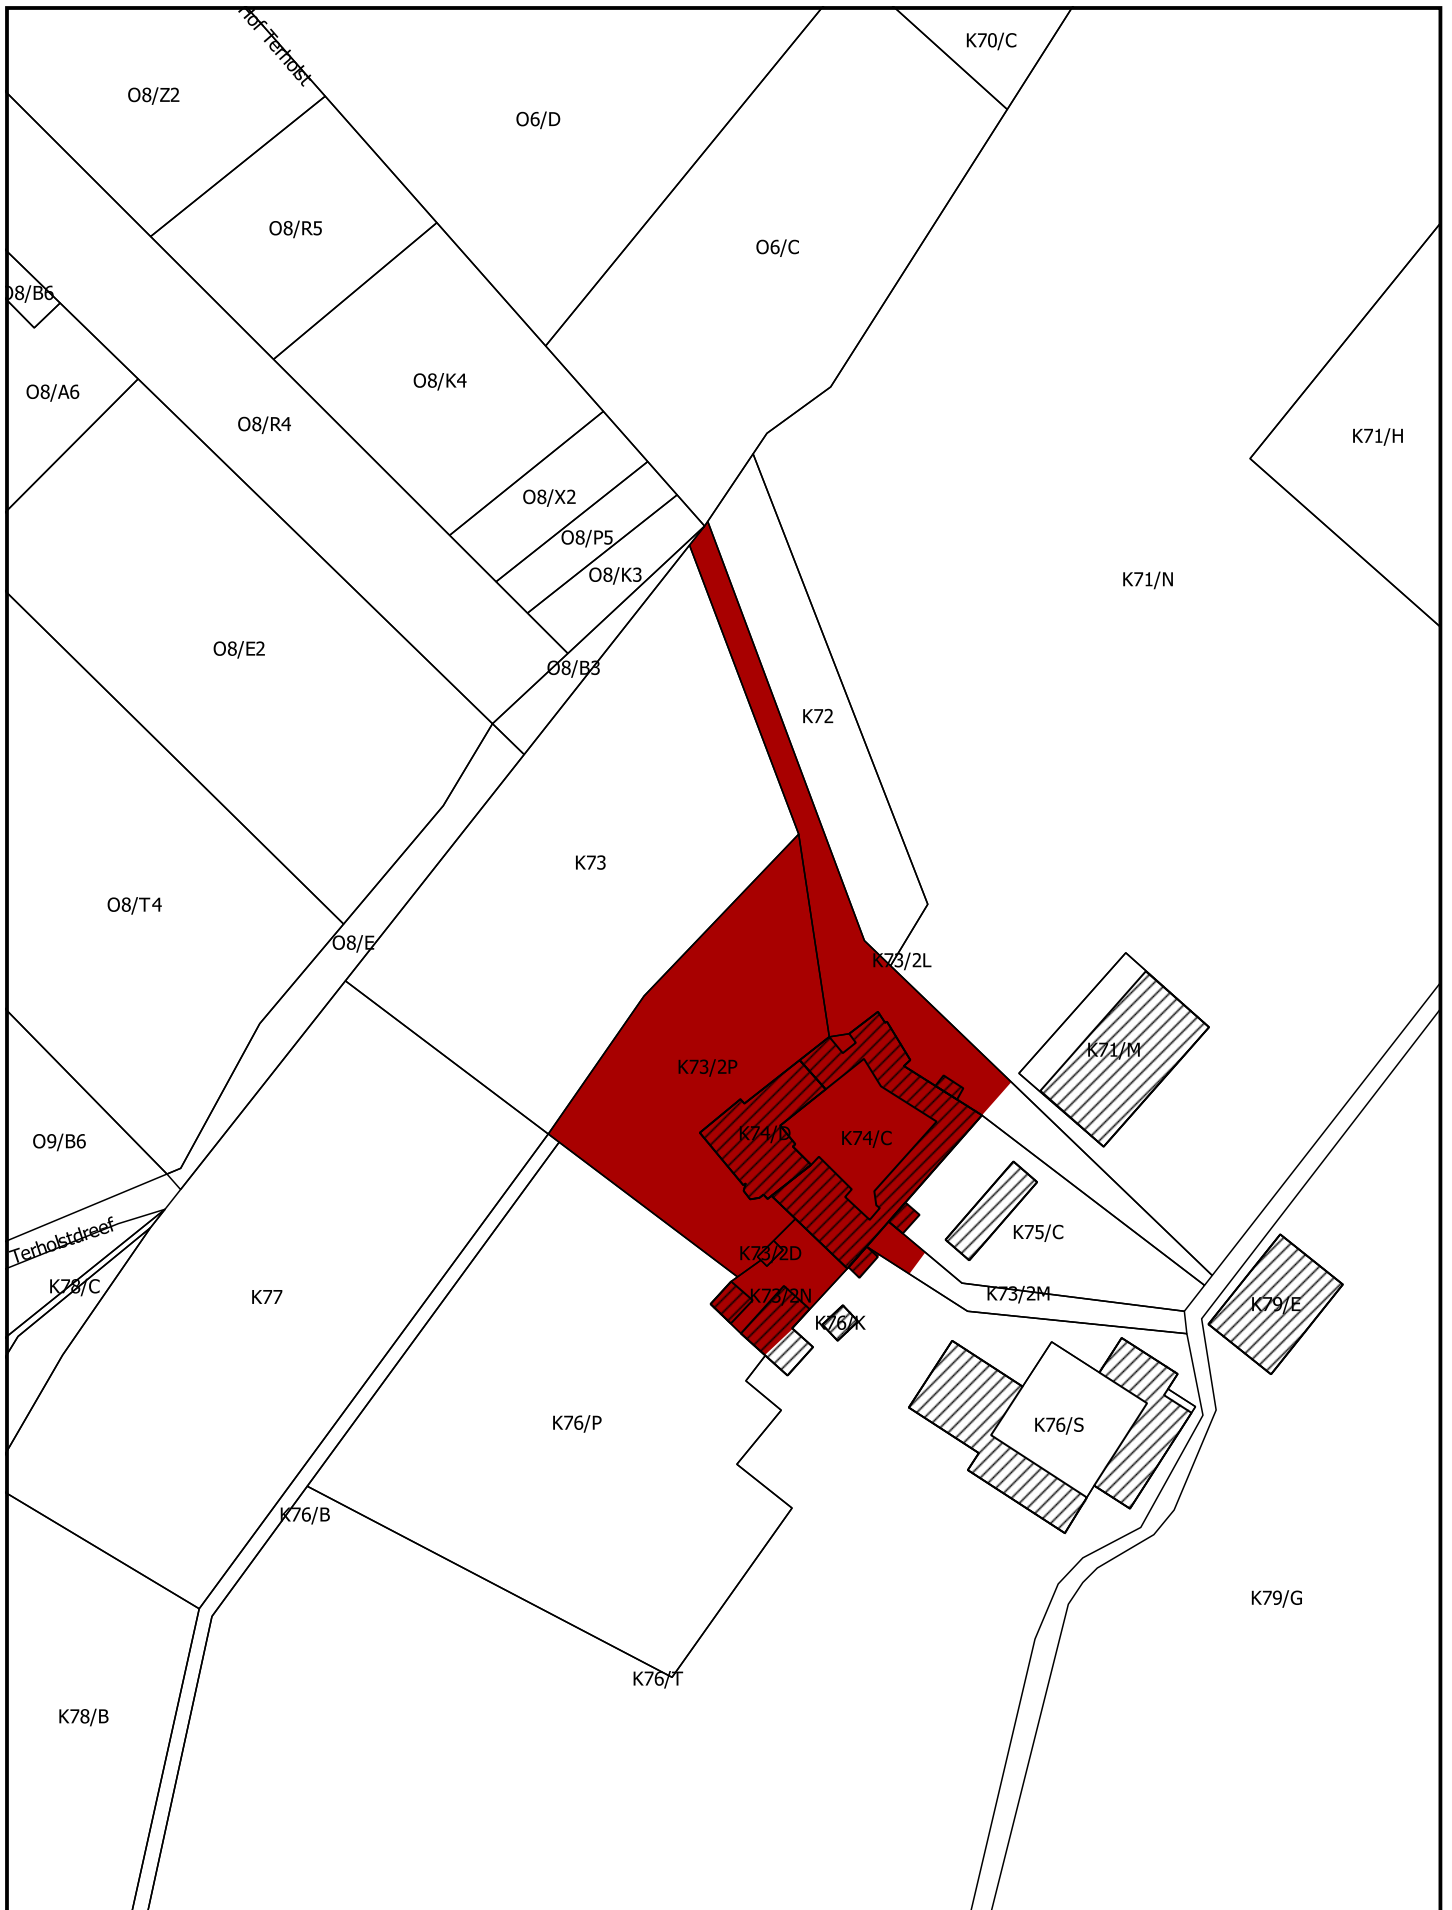 Hof Terholst
K70/C
O8/Z2
O6/D
O8/R5
O6/C
O8/B6
O8/K4
O8/A6
O8/R4
K71/H
O8/X2
O8/P5
O8/K3
K71/N
O8/E2
O8/B3
K72
K73
O8/T4
O8/E
K73/2L
K71/M
K73/2P
K74/D
K74/C
O9/B6
Terholstdreef
K75/C
K73/2D
K78/C
K77
K73/2N
K73/2M
K79/E
K76/K
K76/P
K76/S
K76/B
K79/G
K76/T
K78/B